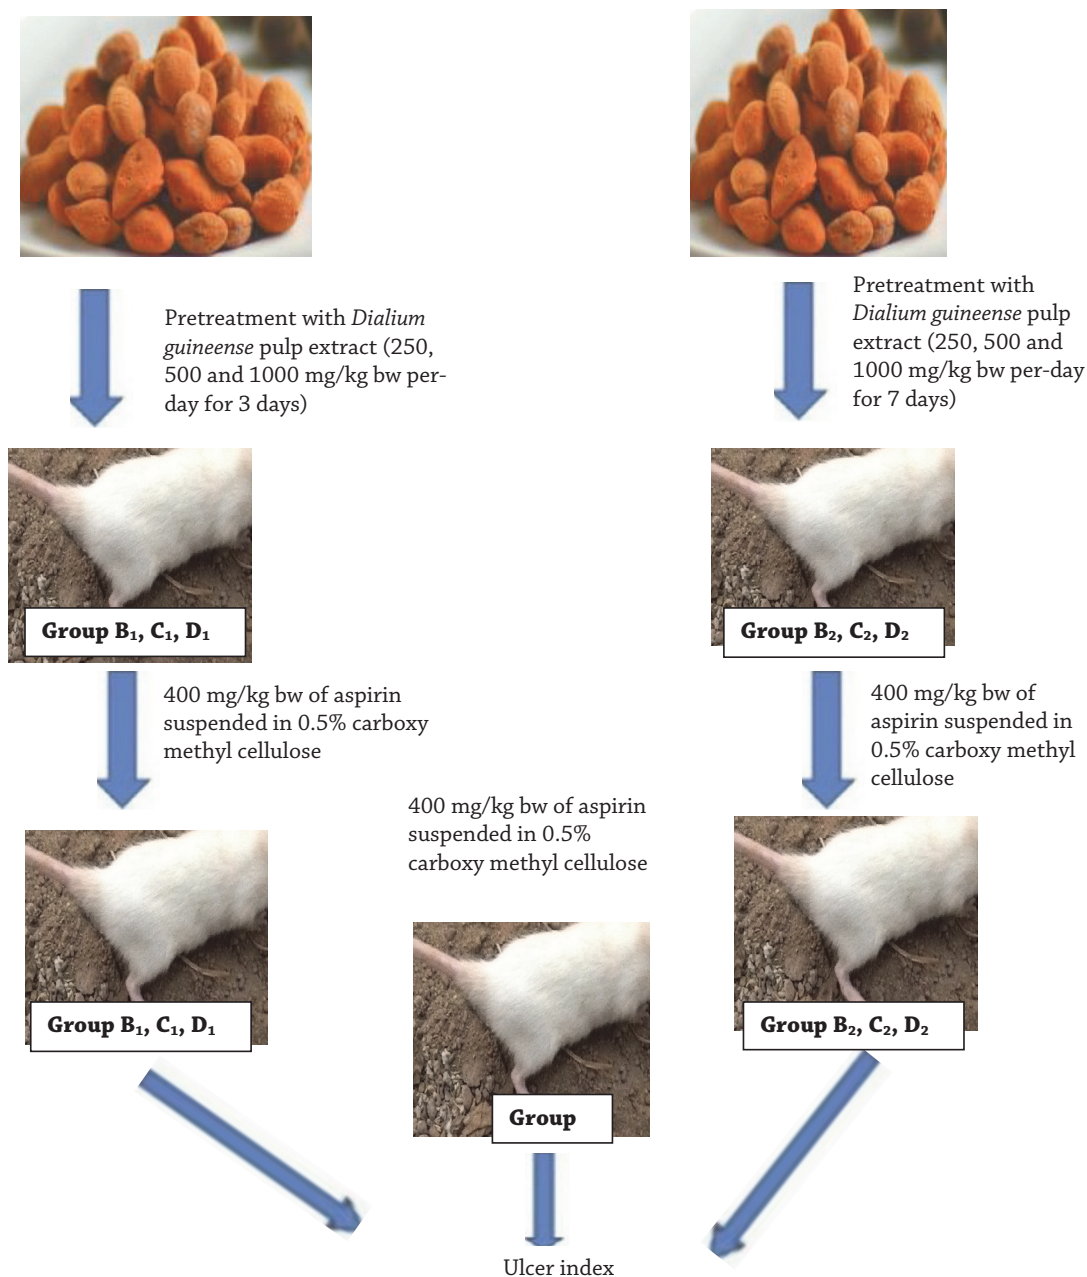 Pretreatment with Dialium
guineense pulp extract (250,
500 and 1000 mg/kg bw per-
day for 3 days)
Pretreatment with
Dialium guineense pulp
extract (250, 500 and
1000 mg/kg bw per-day
for 7 days)
Group B₁, C₁, D₁
Group B₂, C₂, D₂
400 mg/kg bw of aspirin
suspended in 0.5% carboxy
methyl cellulose
400 mg/kg bw of
aspirin suspended in
0.5% carboxy methyl
cellulose
400 mg/kg bw of aspirin
suspended in 0.5%
carboxy methyl cellulose
Group B₁, C₁, D₁
Group B₂, C₂, D₂
Group
Ulcer index